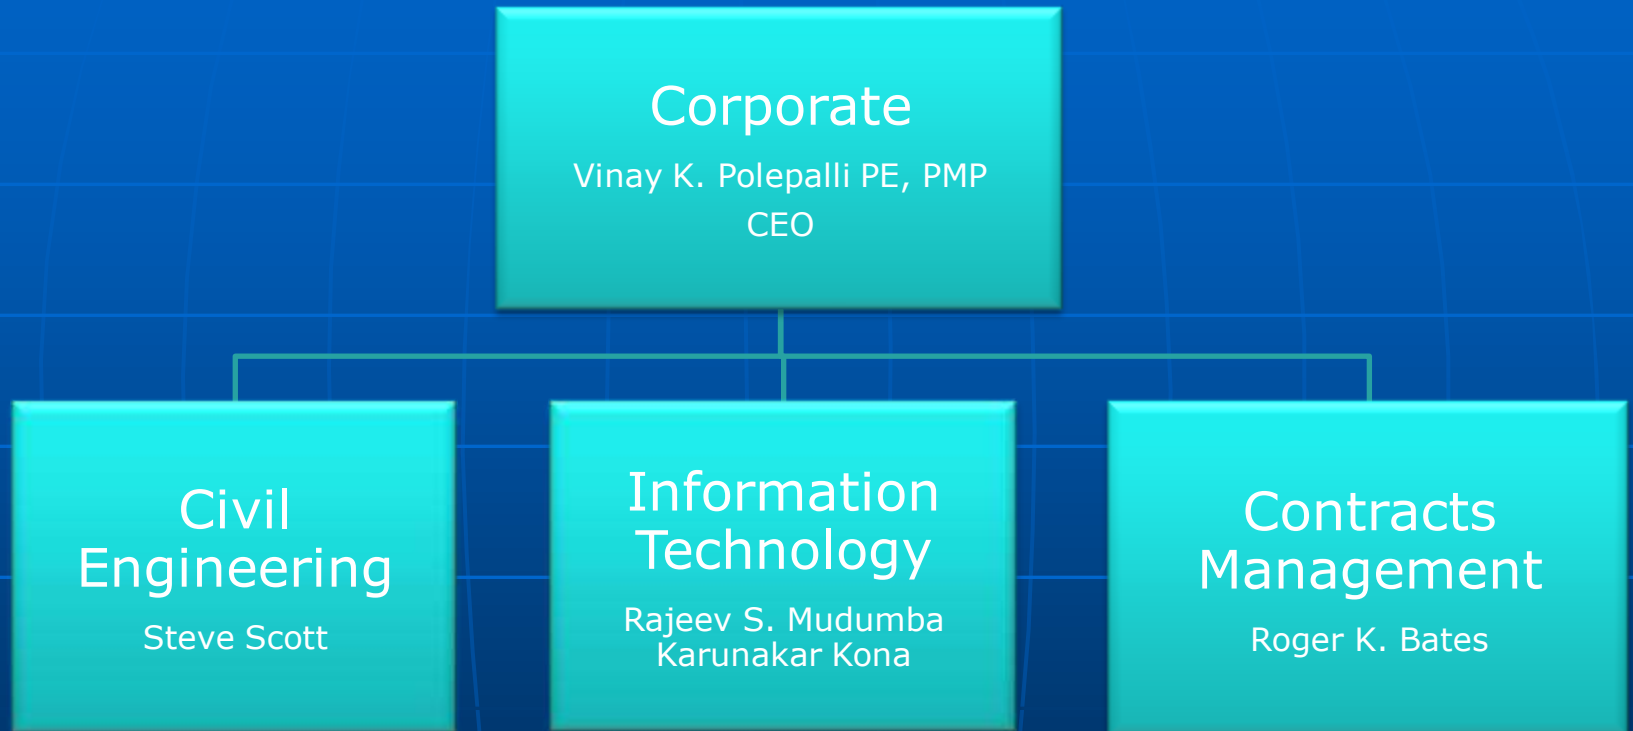 Corporate
Vinay K. Polepalli PE, PMP
CEO
Civil
Engineering
Steve Scott
Information
Technology
Rajeev S. Mudumba
Karunakar Kona
Contracts
Management
Roger K. Bates